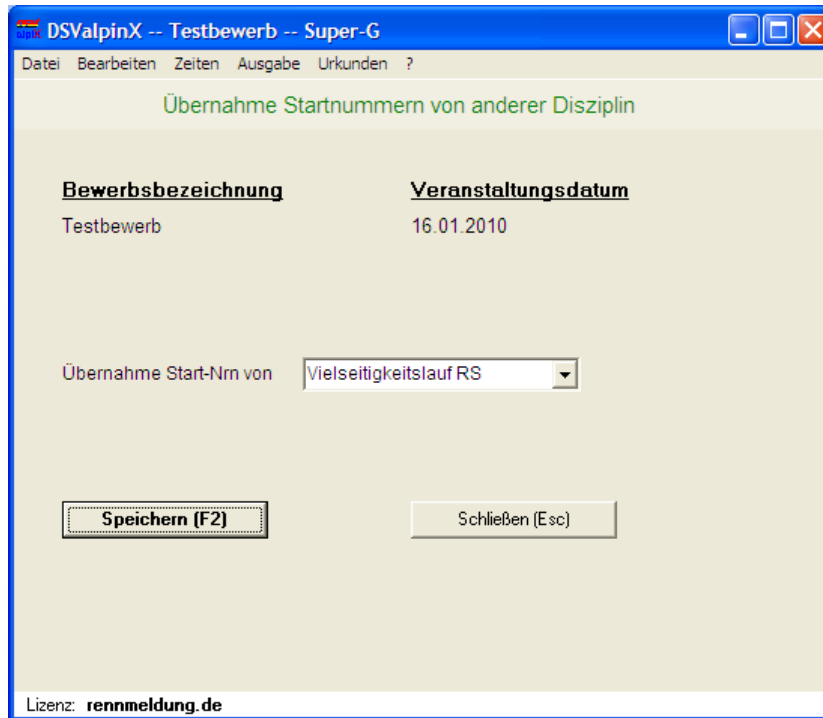 DSValpinX -- Testbewerb -- Super-G
Datei Bearbeiten Zeiten Ausgabe Urkunden ?
Übernahme Startnummern von anderer Disziplin
Bewerbsbezeichnung Veranstaltungsdatum
Testbewerb 16.01.2010
Übernahme Start-Nrn von Vielseitigkeitslauf RS
Speichern (F2) Schließen (Esc)
Lizenz: rennmeldung.de